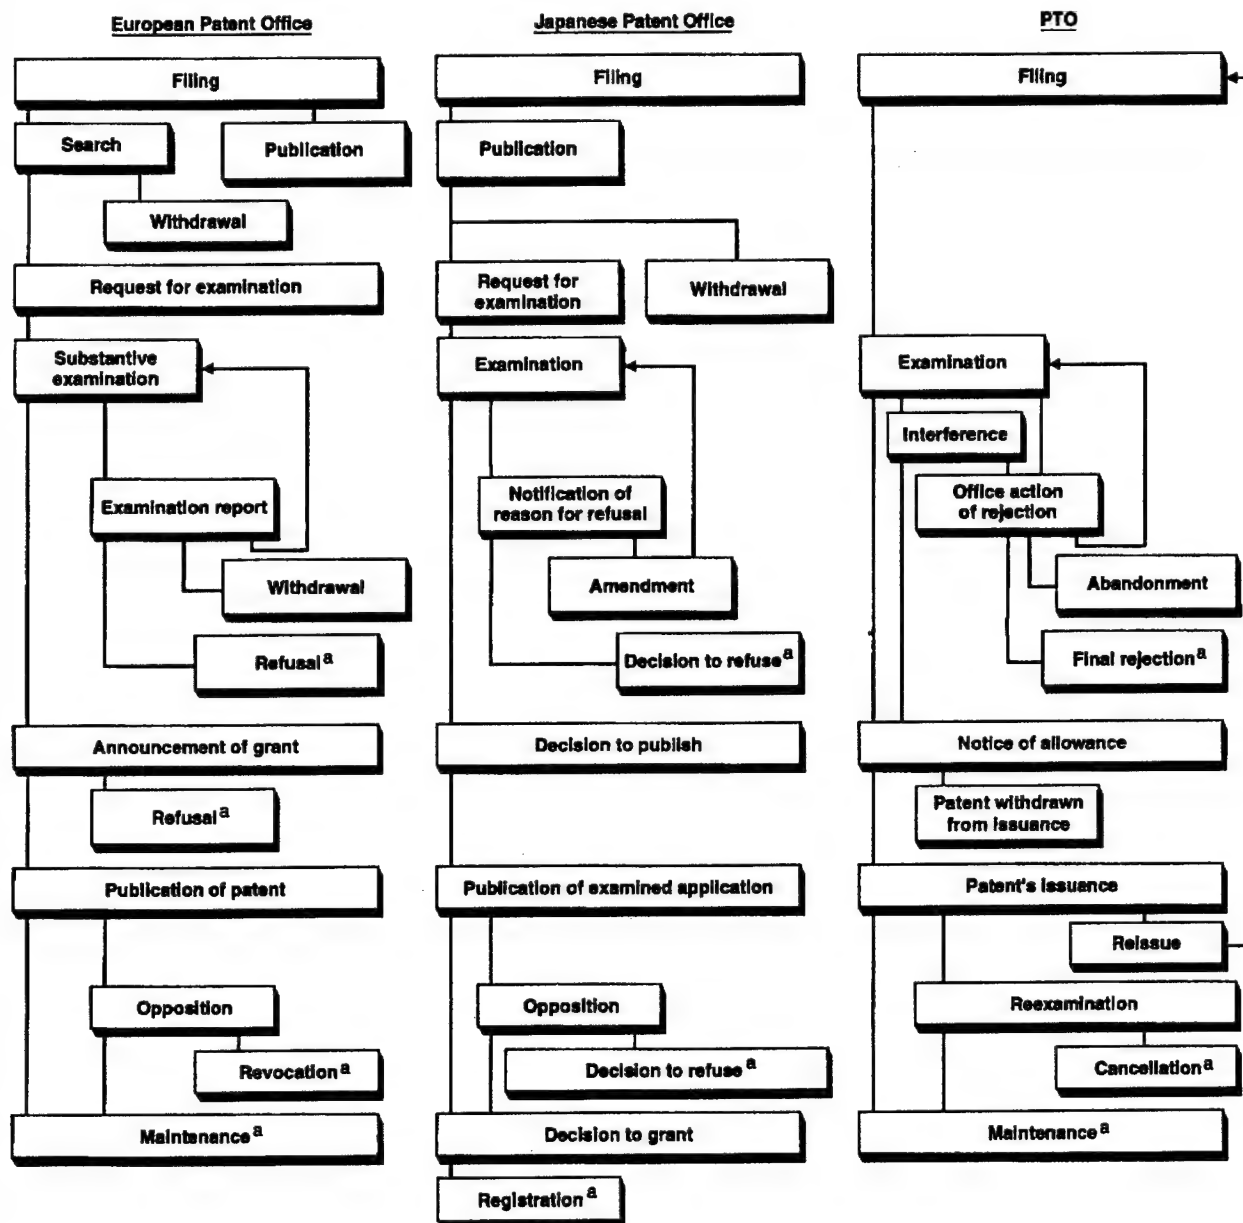 European Patent Office
Filing
Search
Publication
Withdrawal
Request for examination
Substantive
examination
Examination report
Withdrawal
Refusal a
Announcement of grant
Refusal a
Publication of patent
Opposition
Revocation a
Maintenance a
Japanese Patent Office
Filing
Publication
Request for
examination
Withdrawal
Examination
Notification of
reason for refusal
Amendment
Decision to refuse a
Decision to publish
Publication of examined application
Opposition
Decision to refuse a
Decision to grant
Registration a
PTO
Filing
Examination
Interference
Office action
of rejection
Abandonment
Final rejection a
Notice of allowance
Patent withdrawn
from issuance
Patent's issuance
Reissue
Reexamination
Cancellation a
Maintenance a